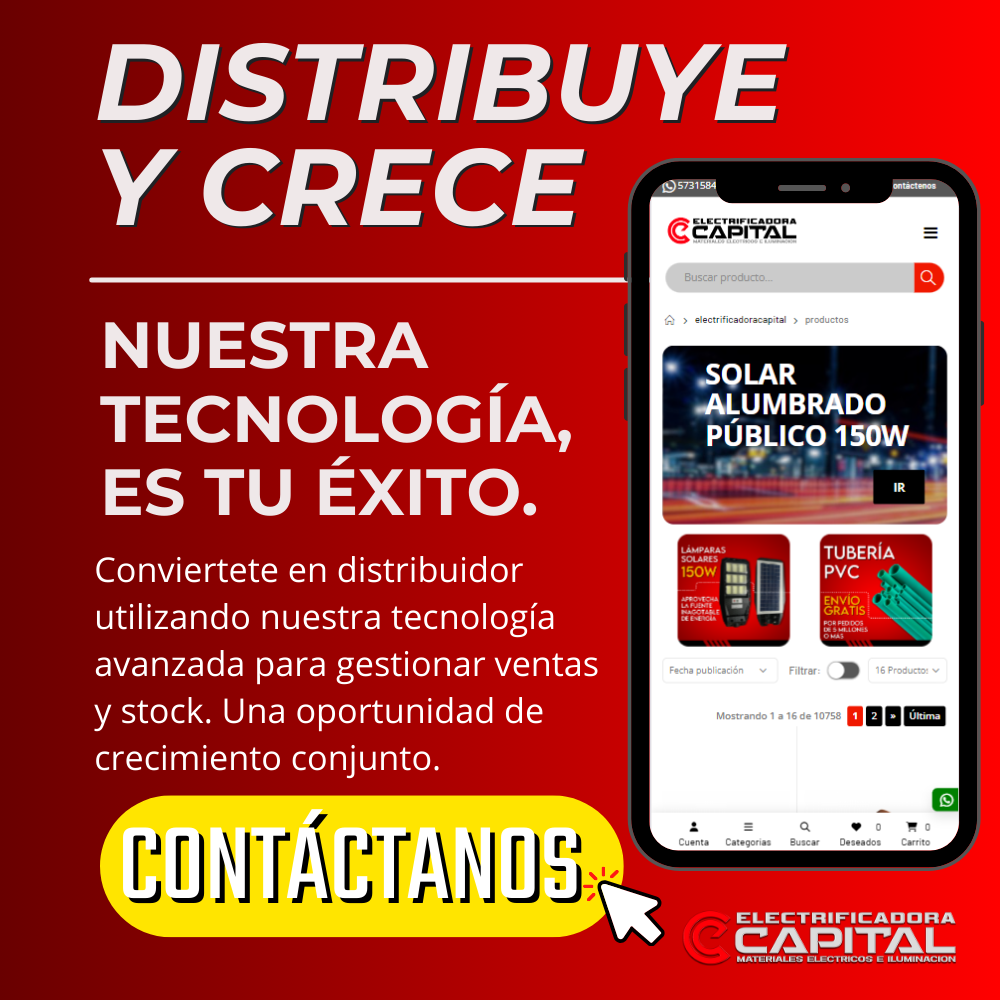 DISTRIBUYE
Y CRECE
NUESTRA
TECNOLOGÍA,
ES TU ÉXITO.
Conviertete en distribuidor
utilizando nuestra tecnología
avanzada para gestionar ventas
y stock. Una oportunidad de
crecimiento conjunto.
CONTÁCTANOS
5731584
ontáctenos
ELECTRIFICADORA
CAPITAL
MATERIALES ELECTRICOS E ILUMINACION
Buscar producto...
electrificadoracapital > productos
SOLAR
ALUMBRADO
PÚBLICO 150W
IR
LÁMPARAS
SOLARES
150W
APROVECHA
LA FUENTE
INAGOTABLE
DE ENERGÍA
TUBERÍA
PVC
ENVÍO
GRATIS
POR PEDIDOS
DE 5 MILLONES
O MÁS
Fecha publicación
Filtrar:
16 Productos
Mostrando 1 a 16 de 10758 1 2 » Última
0 0
Cuenta Categorias Buscar Deseados Carrito
ELECTRIFICADORA
CAPITAL
MATERIALES ELECTRICOS E ILUMINACION